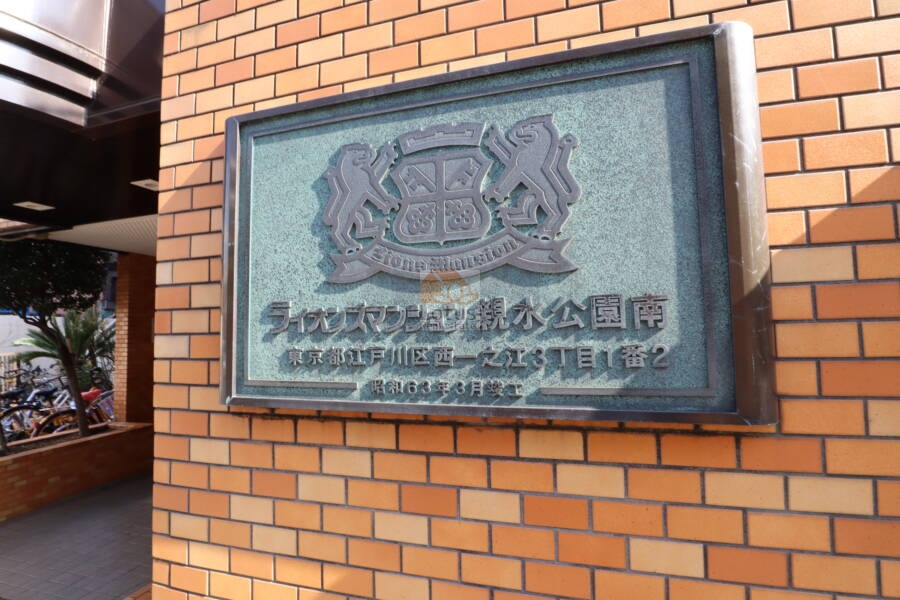 Lions Mansion
ライオンズマンション親水公園南
東京都江戸川区西一之江3丁目1番2
昭和63年3月竣工